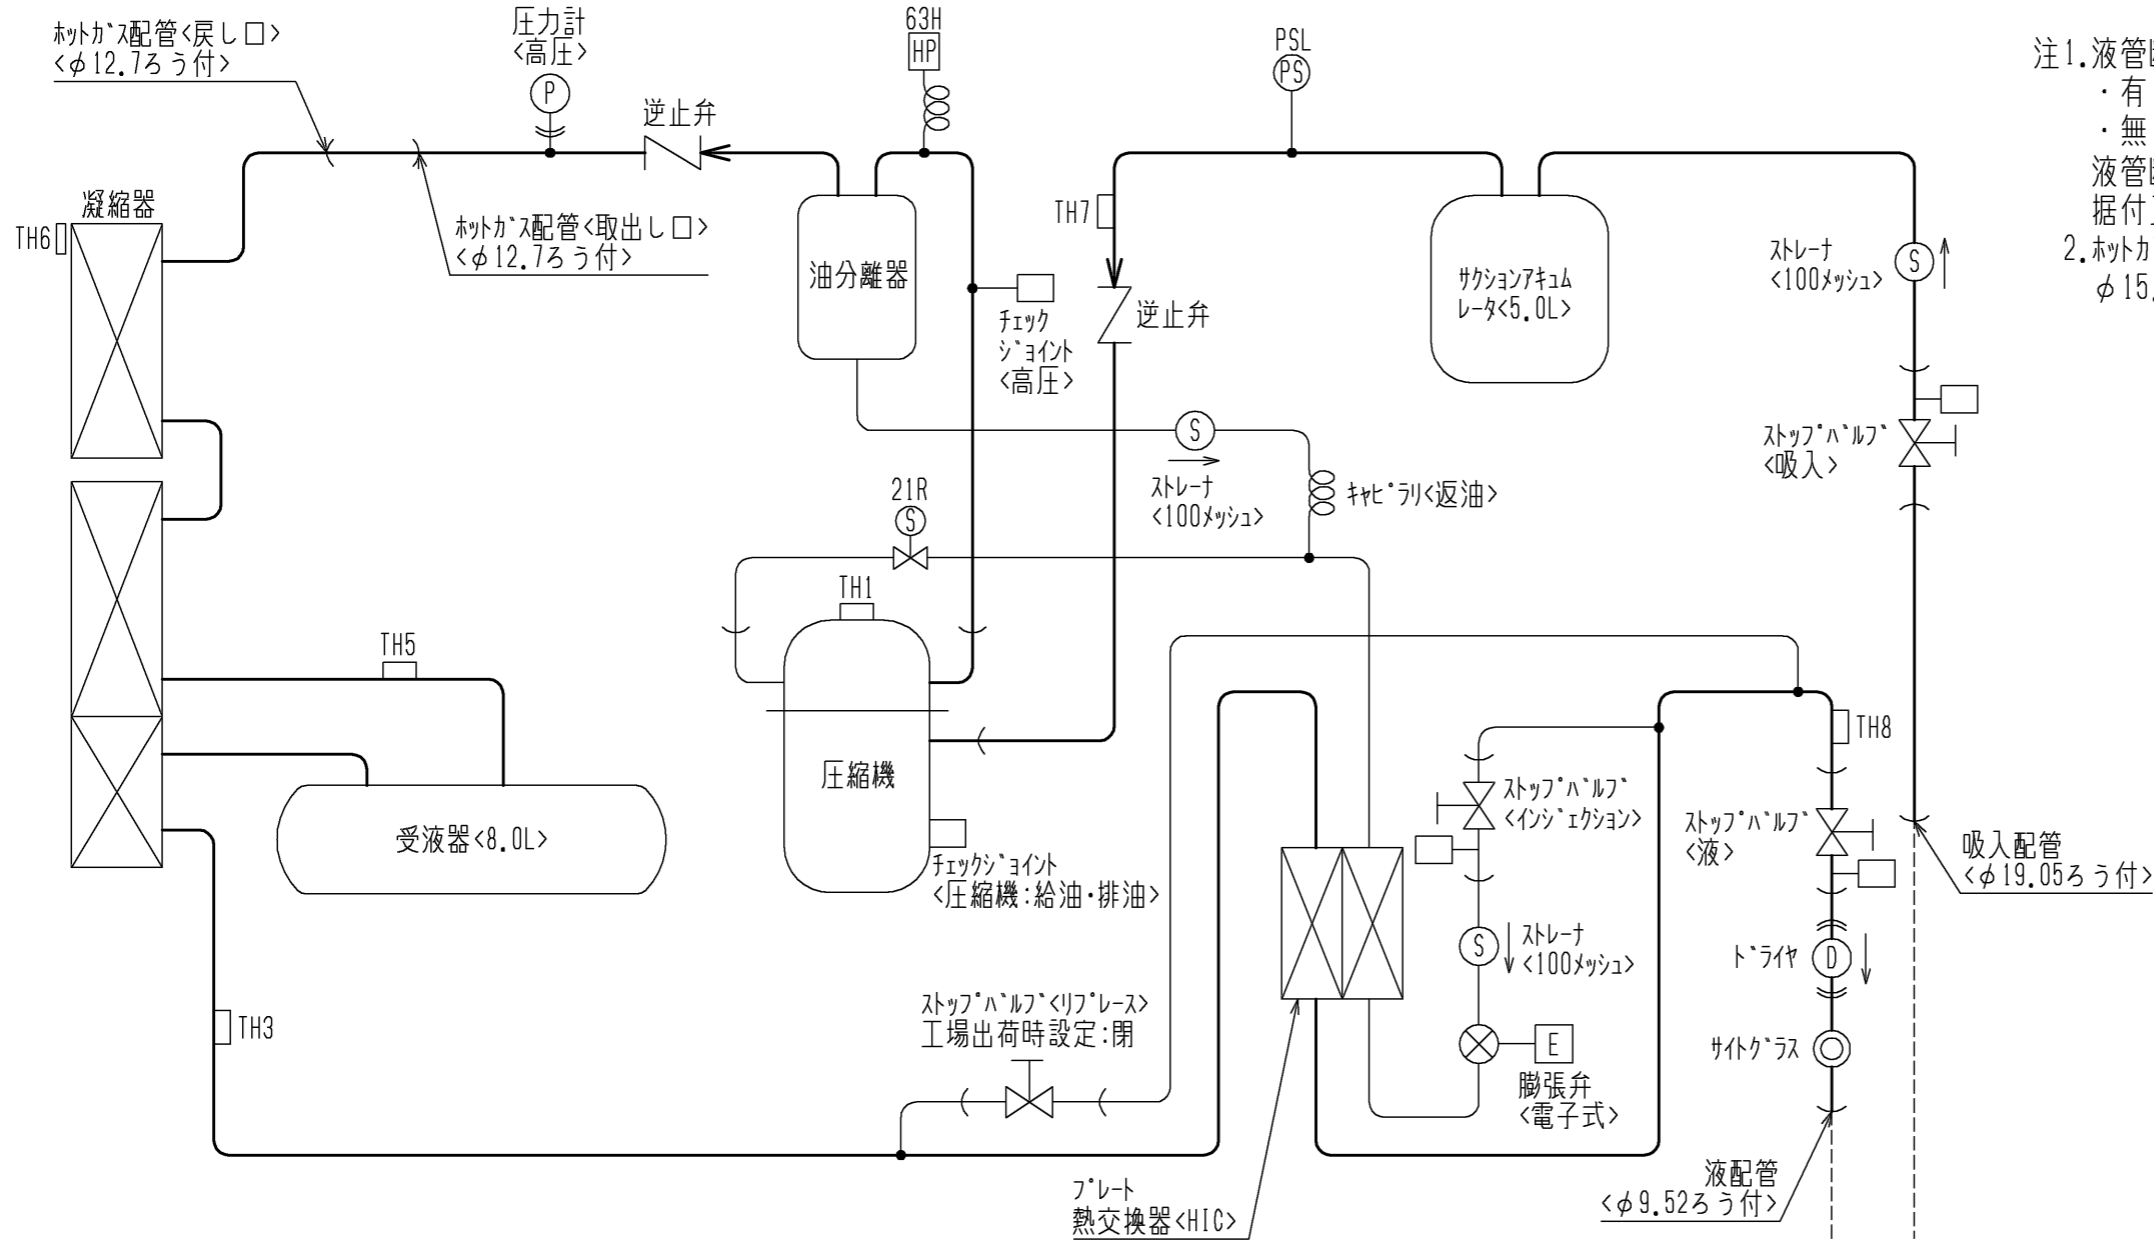 ホットガス配管<戻し口>
<φ12.7ろう付>
圧力計
<高圧>
P
逆止弁
63H
HP
PSL
PS
注1.液管
・有
・無
液管
据付
2.ホットガ
φ15.
凝縮器
TH6
ホットガス配管<取出し口>
<φ12.7ろう付>
油分離器
チェック
ジョイント
<高圧>
TH7
逆止弁
サクションアキュム
レータ<5.0L>
ストレーナ
<100メッシュ>
S
ストップバルブ
<吸入>
S
ストレーナ
<100メッシュ>
キャピラリ<返油>
21R
S
TH1
TH5
圧縮機
受液器<8.0L>
チェックジョイント
<圧縮機:給油・排油>
ストップバルブ
<インジェクション>
TH8
ストップバルブ
<液>
吸入配管
<φ19.05ろう付>
S
ストレーナ
<100メッシュ>
ドライヤ
D
TH3
ストップバルブ<リプレース>
工場出荷時設定:閉
E
膨張弁
<電子式>
サイトグラス
プレート
熱交換器<HIC>
液配管
<φ9.52ろう付>